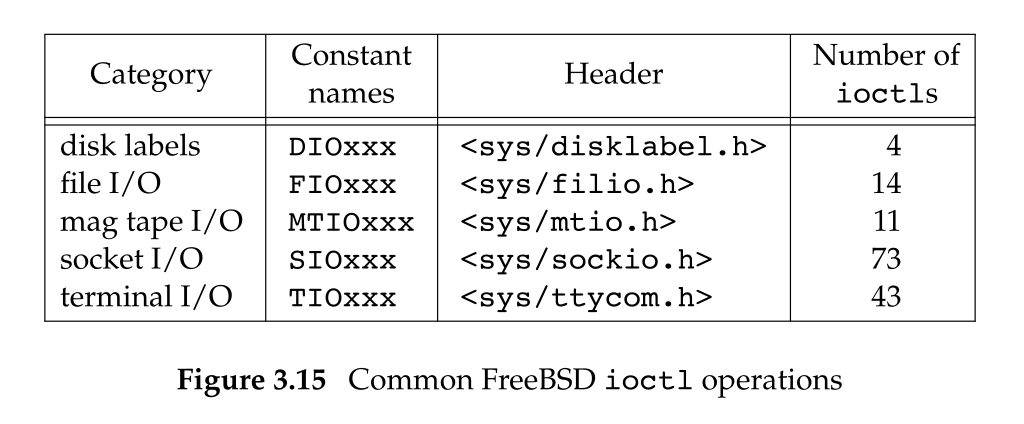 Category Constant names Header Number of ioctls
disk labels DIOxxx <sys/disklabel.h> 4
file I/O FIOxxx <sys/filio.h> 14
mag tape I/O MTIOxxx <sys/mtio.h> 11
socket I/O SIOxxx <sys/sockio.h> 73
terminal I/O TIOxxx <sys/ttycom.h> 43
Figure 3.15 Common FreeBSD ioctl operations